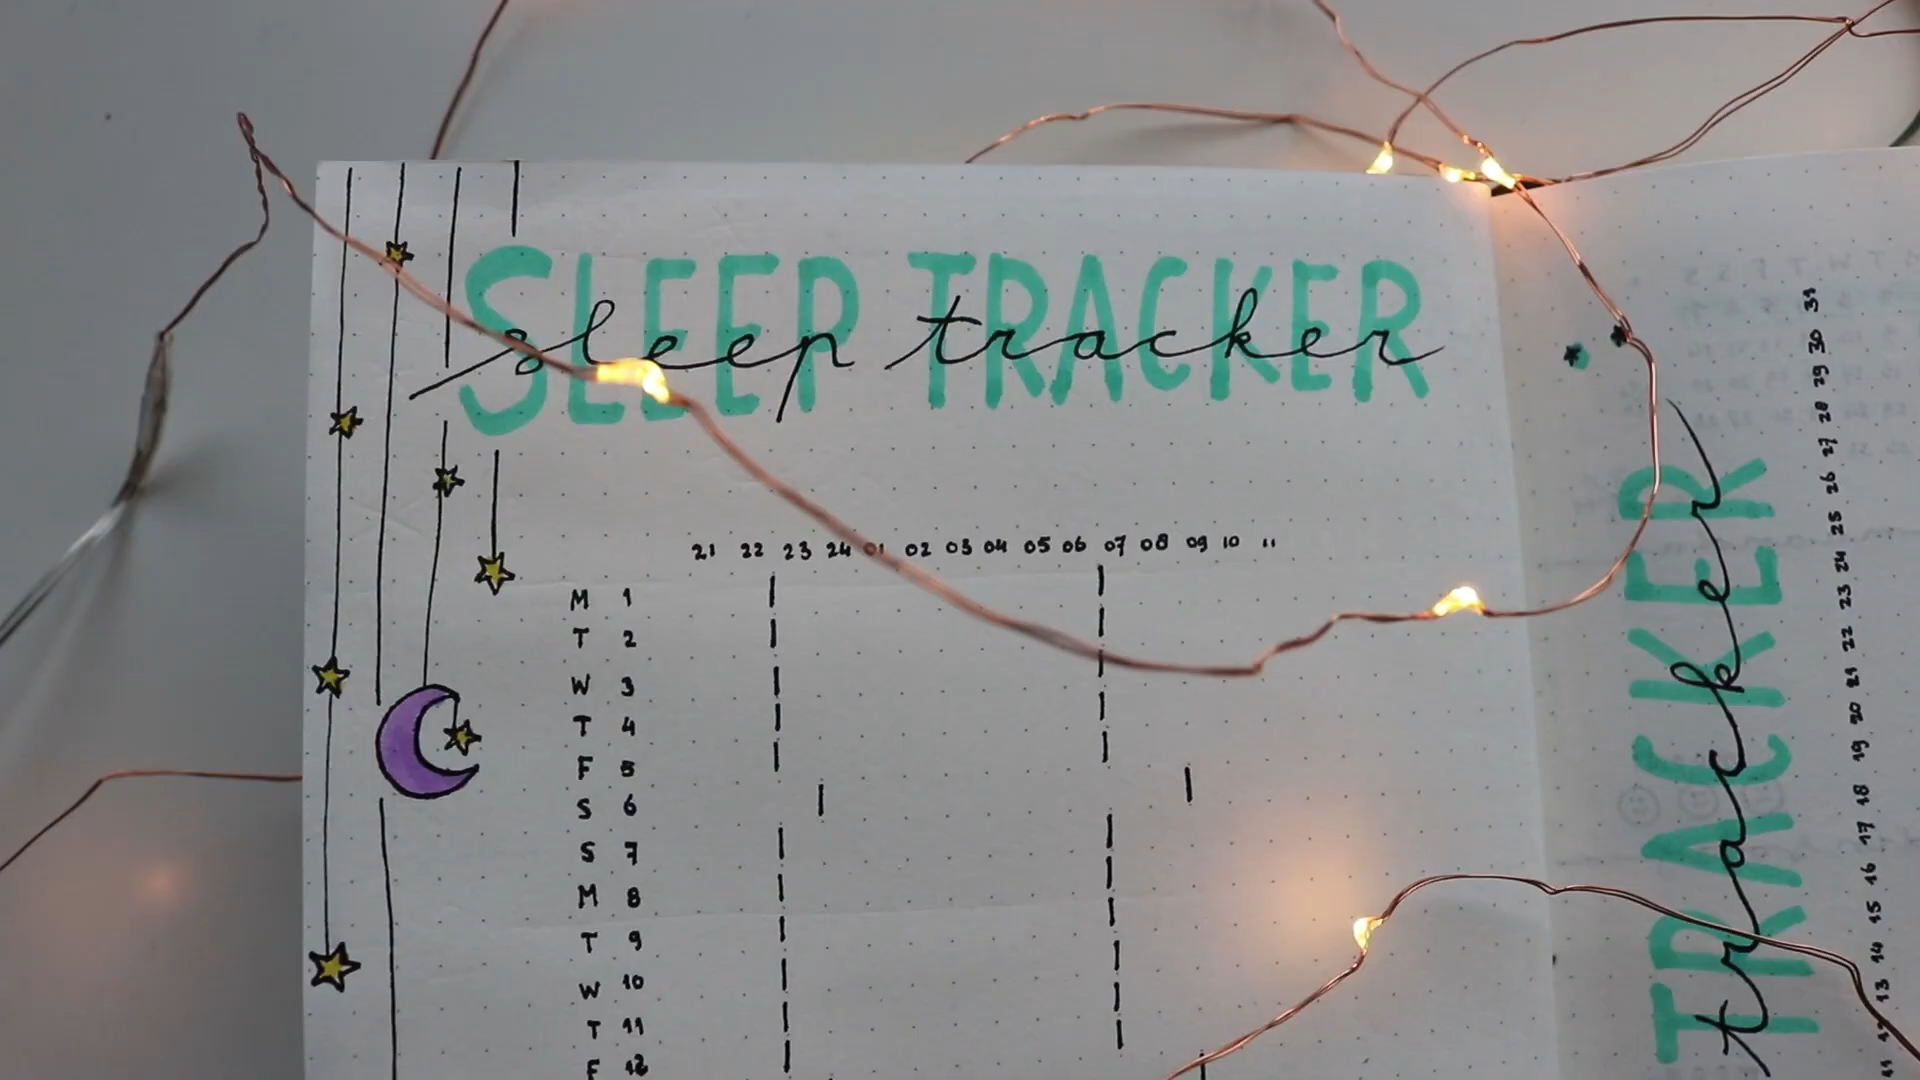 SLEEP TRACKER
sleep tracker
21 22 23 24 01 02 03 04 05 06 07 08 09 10 11
M 1
T 2
W 3
T 4
F 5
S 6
S 7
M 8
T 9
W 10
T 11
F 12
TRACKER
tracker
31 30 29 28 27 26 25 24 23 22 21 20 19 18 17 16 15 14 13 12 11